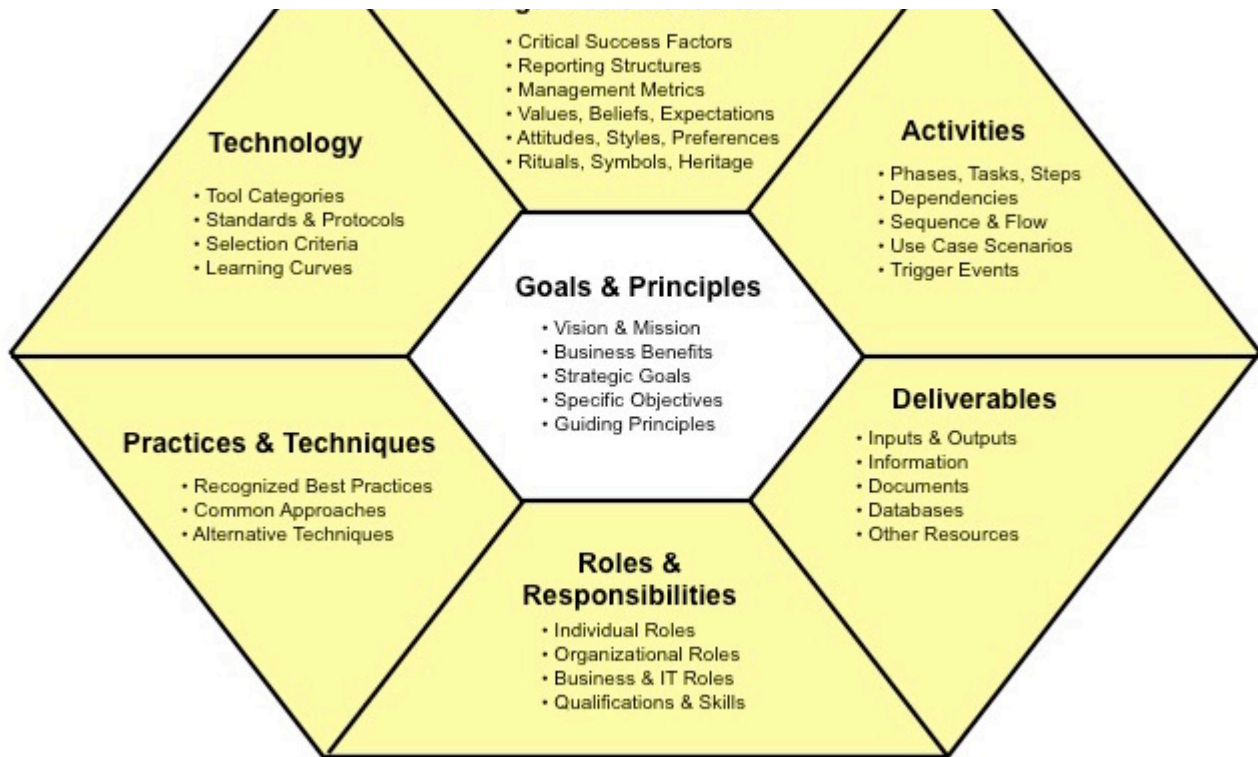 • Critical Success Factors
• Reporting Structures
• Management Metrics
• Values, Beliefs, Expectations
• Attitudes, Styles, Preferences
• Rituals, Symbols, Heritage
Technology
• Tool Categories
• Standards & Protocols
• Selection Criteria
• Learning Curves
Activities
• Phases, Tasks, Steps
• Dependencies
• Sequence & Flow
• Use Case Scenarios
• Trigger Events
Goals & Principles
• Vision & Mission
• Business Benefits
• Strategic Goals
• Specific Objectives
• Guiding Principles
Practices & Techniques
• Recognized Best Practices
• Common Approaches
• Alternative Techniques
Deliverables
• Inputs & Outputs
• Information
• Documents
• Databases
• Other Resources
Roles &
Responsibilities
• Individual Roles
• Organizational Roles
• Business & IT Roles
• Qualifications & Skills